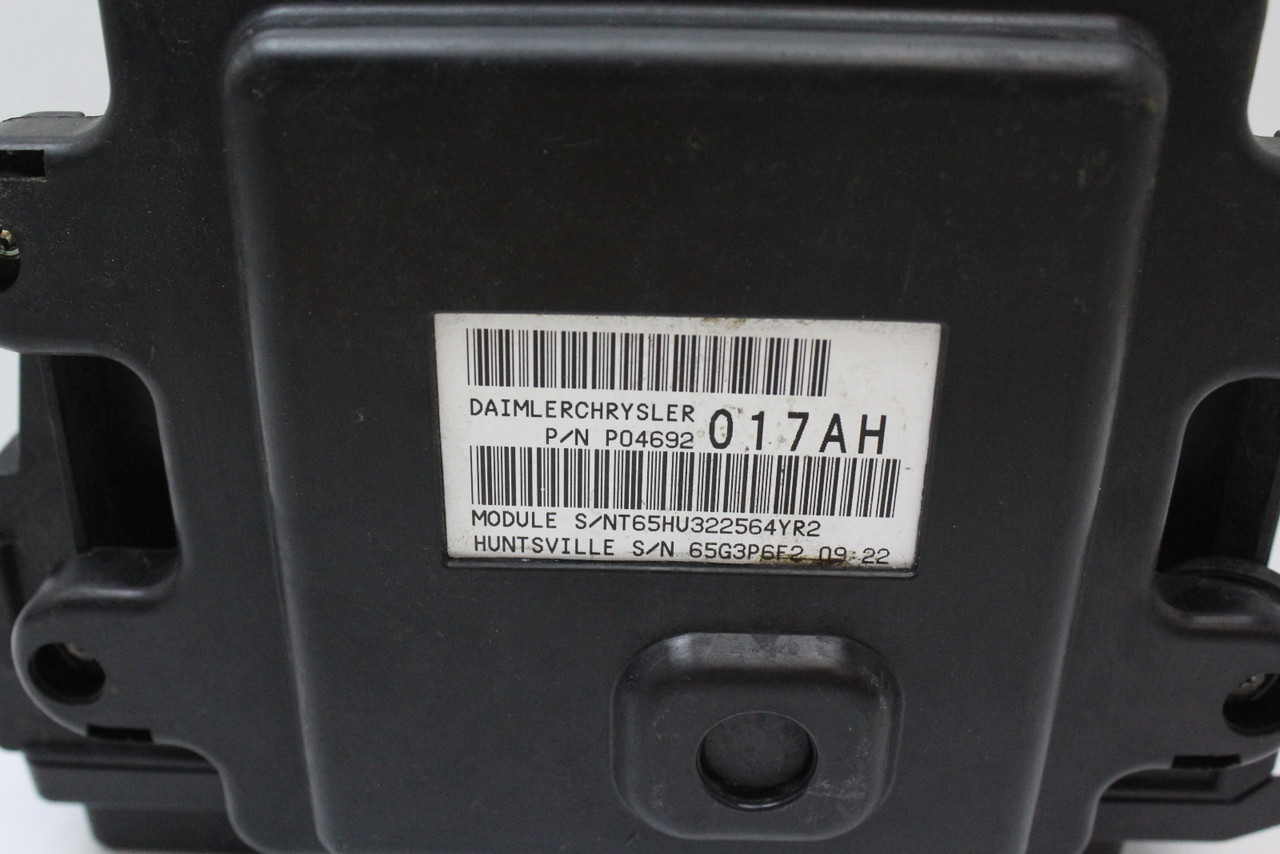 DAIMLERCHRYSLER
P/N P04692 017AH
MODULE S/NT65HU322564YR2
HUNTSVILLE S/N 65G3P6F2 09:22